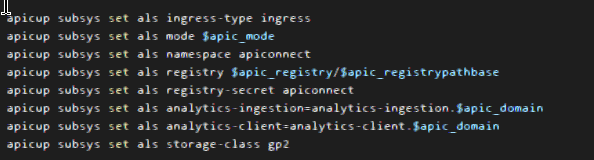 apicup subsys set als ingress-type ingress
apicup subsys set als mode $apic_mode
apicup subsys set als namespace apiconnect
apicup subsys set als registry $apic_registry/$apic_registrypathbase
apicup subsys set als registry-secret apiconnect
apicup subsys set als analytics-ingestion=analytics-ingestion.$apic_domain
apicup subsys set als analytics-client=analytics-client.$apic_domain
apicup subsys set als storage-class gp2